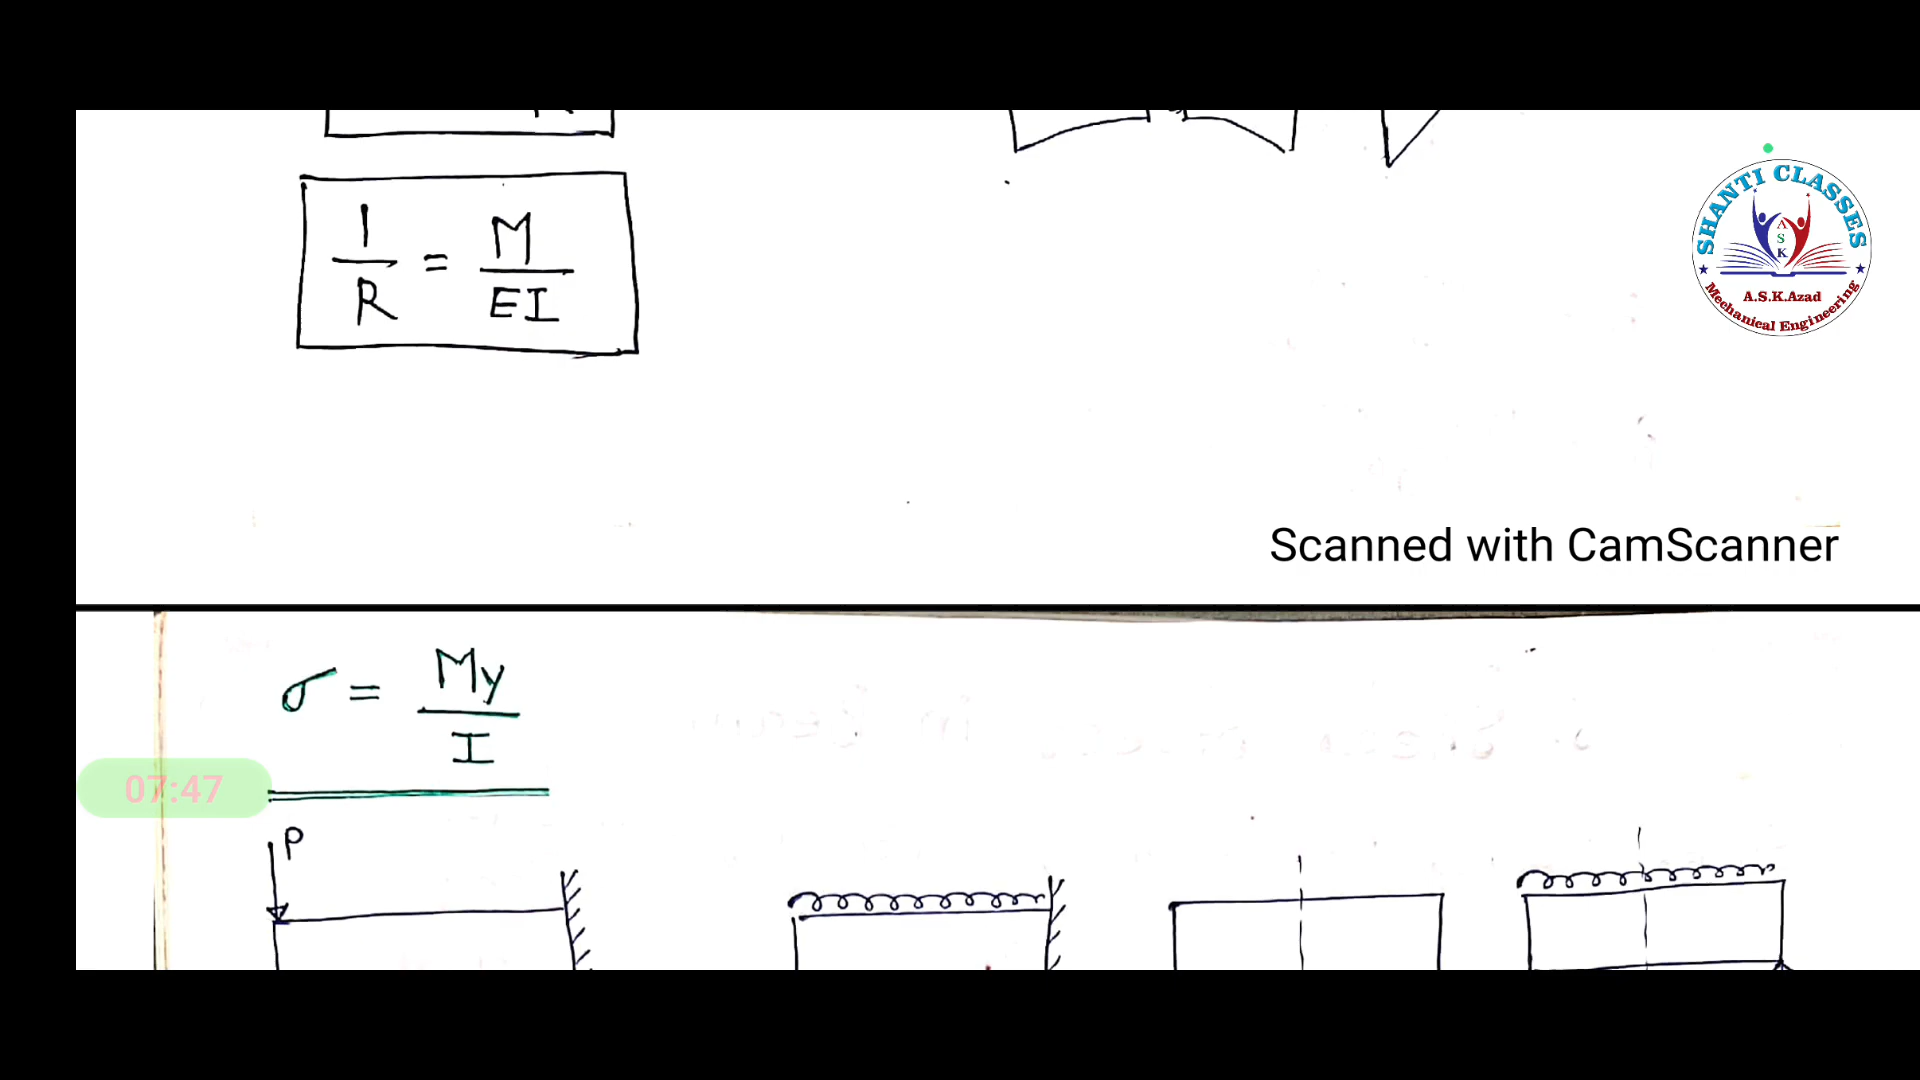 1/R = M/EI
SHANTI CLASSES
A
S
K
A.S.K.Azad
Mechanical Engineering
Scanned with CamScanner
σ = My/I
07:47
P